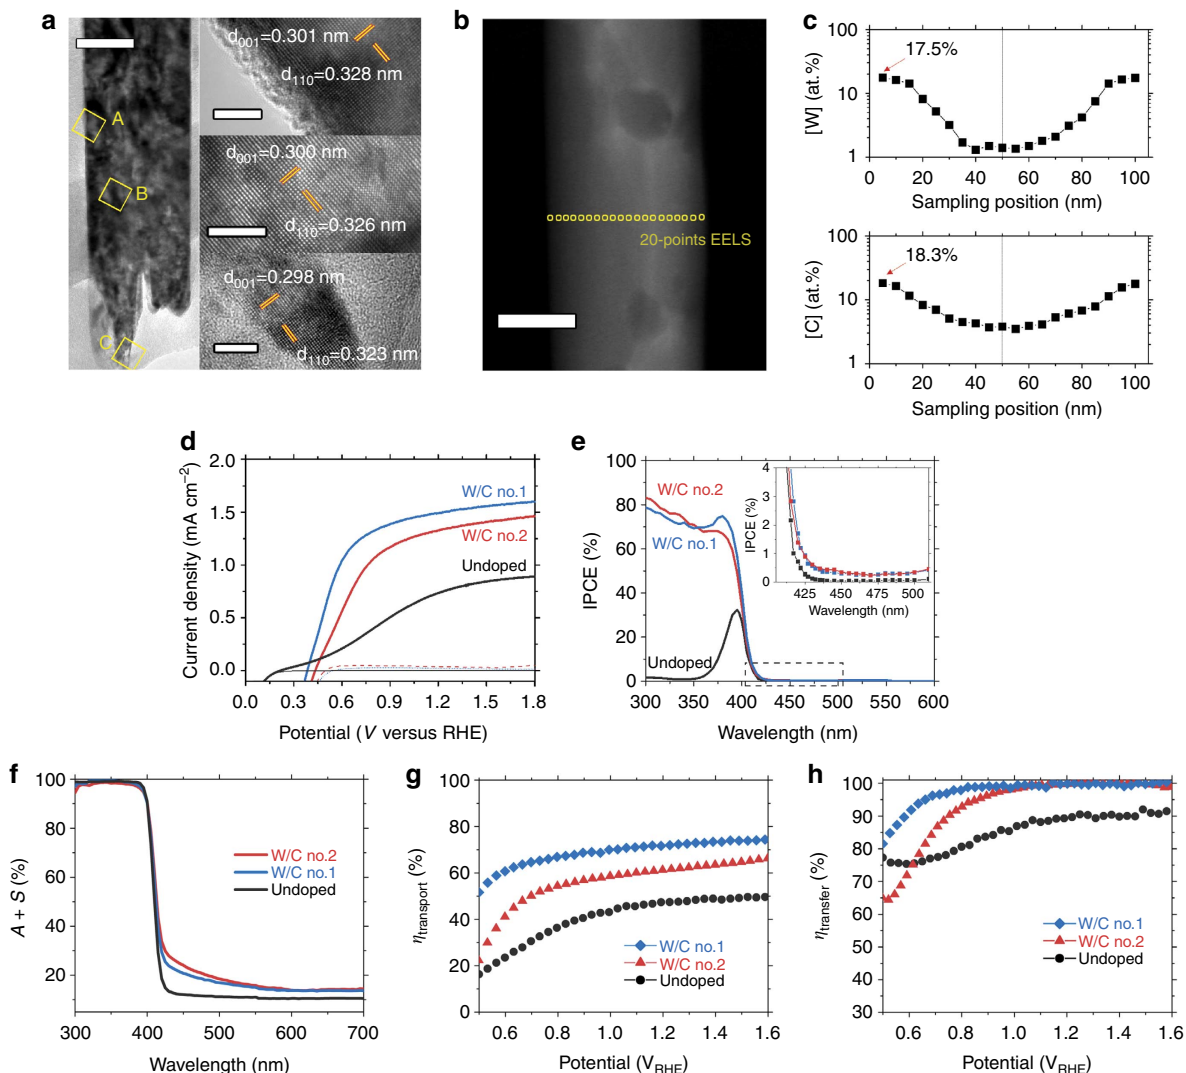 a
d001=0.301 nm
d110=0.328 nm
A
B
C
d001=0.300 nm
d110=0.326 nm
d001=0.298 nm
d110=0.323 nm
b
20-points EELS
c
100
10
1
[W] (at.%)
17.5%
0 20 40 60 80 100
Sampling position (nm)
100
10
1
[C] (at.%)
18.3%
0 20 40 60 80 100
Sampling position (nm)
d
2.0
1.5
1.0
0.5
0.0
Current density (mA cm−2)
W/C no.1
W/C no.2
Undoped
0.0 0.3 0.6 0.9 1.2 1.5 1.8
Potential (V versus RHE)
e
100
80
60
40
20
0
IPCE (%)
W/C no.2
W/C no.1
Undoped
4
3
2
1
0
IPCE (%)
425 450 475 500
Wavelength (nm)
300 350 400 450 500 550 600
Wavelength (nm)
f
100
80
60
40
20
A + S (%)
W/C no.2
W/C no.1
Undoped
300 400 500 600 700
Wavelength (nm)
g
100
80
60
40
20
0
ηtransport (%)
W/C no.1
W/C no.2
Undoped
0.6 0.8 1.0 1.2 1.4 1.6
Potential (VRHE)
h
100
90
80
70
60
50
40
30
ηtransfer (%)
W/C no.1
W/C no.2
Undoped
0.6 0.8 1.0 1.2 1.4 1.6
Potential (VRHE)